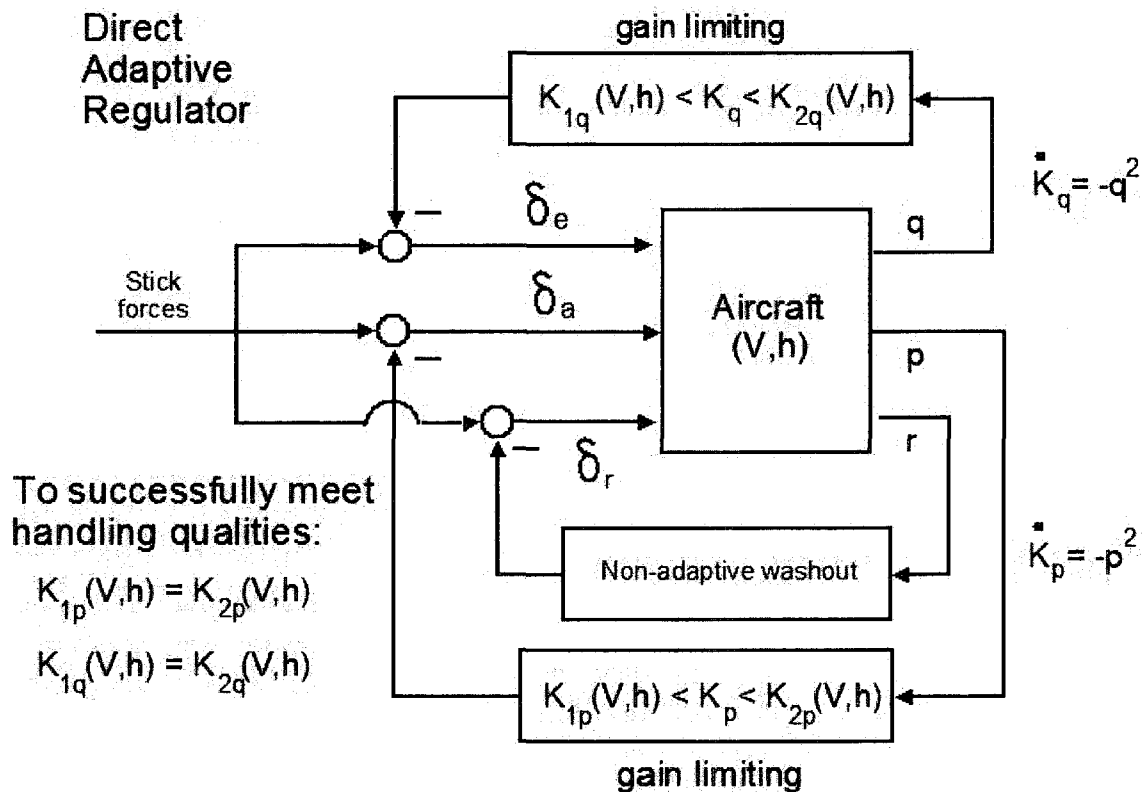 Direct
Adaptive
Regulator
gain limiting
K₁q(V,h) < Kq < K₂q(V,h)
K̇q = -q²
δe
q
Stick
forces
δa
Aircraft
(V,h)
p
r
δr
To successfully meet
handling qualities:
K₁p(V,h) = K₂p(V,h)
K₁q(V,h) = K₂q(V,h)
Non-adaptive washout
K̇p = -p²
K₁p(V,h) < Kp < K₂p(V,h)
gain limiting